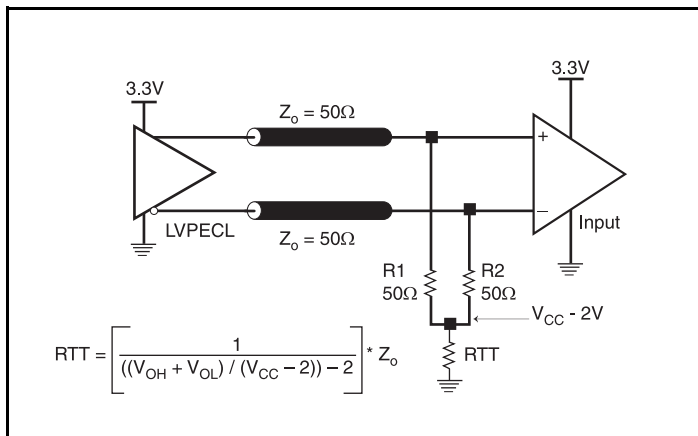 3.3V
3.3V
Zo = 50Ω
+
LVPECL
Zo = 50Ω
−
Input
R1
50Ω
R2
50Ω
VCC - 2V
RTT
RTT = [ 1 / ((VOH + VOL) / (VCC − 2)) − 2 ] * Zo